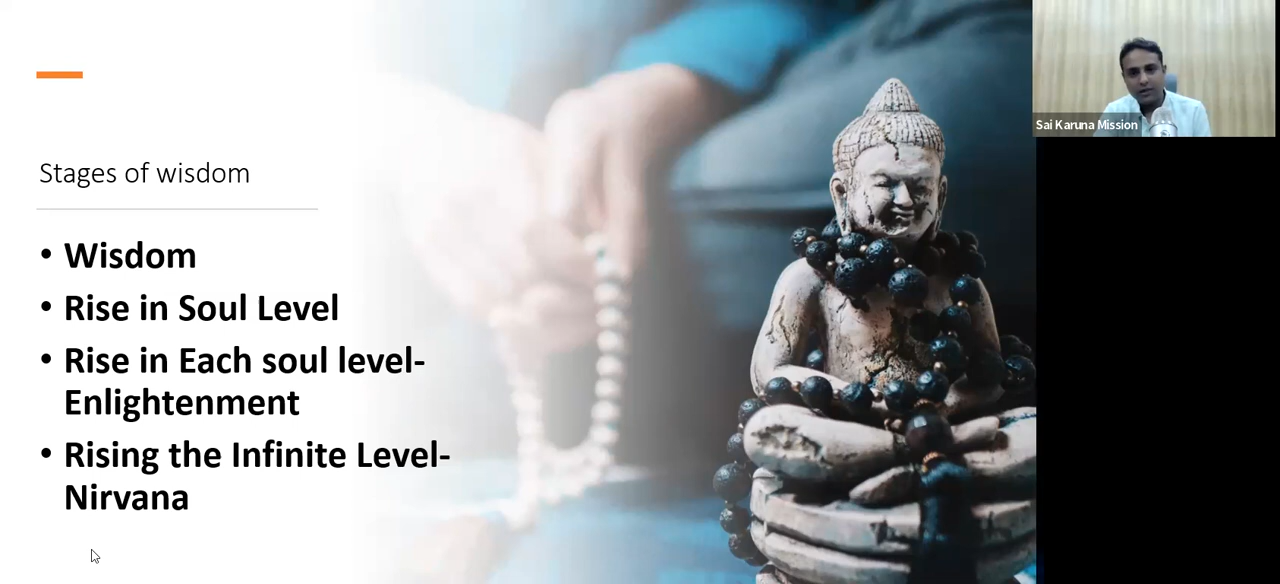 Stages of wisdom
• Wisdom
• Rise in Soul Level
• Rise in Each soul level-
Enlightenment
• Rising the Infinite Level-
Nirvana
Sai Karuna Mission